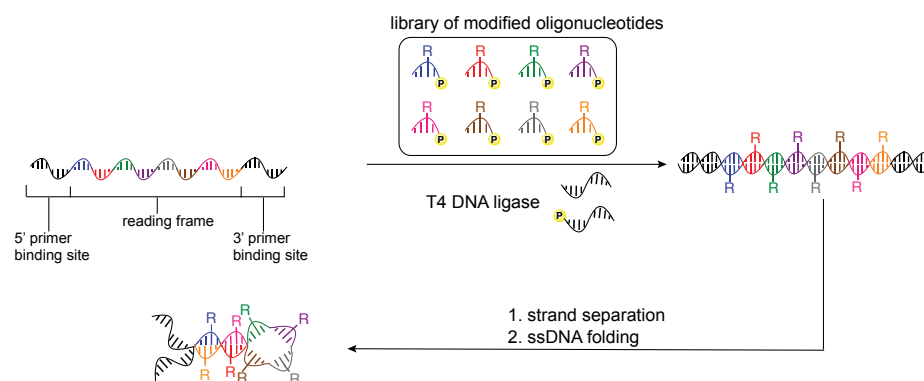 library of modified oligonucleotides
R R R R
P P P P
R R R R
P P P P
T4 DNA ligase
P
reading frame
5' primer
binding site
3' primer
binding site
R R R R
R R R R
1. strand separation
2. ssDNA folding
R R R R
R R R R